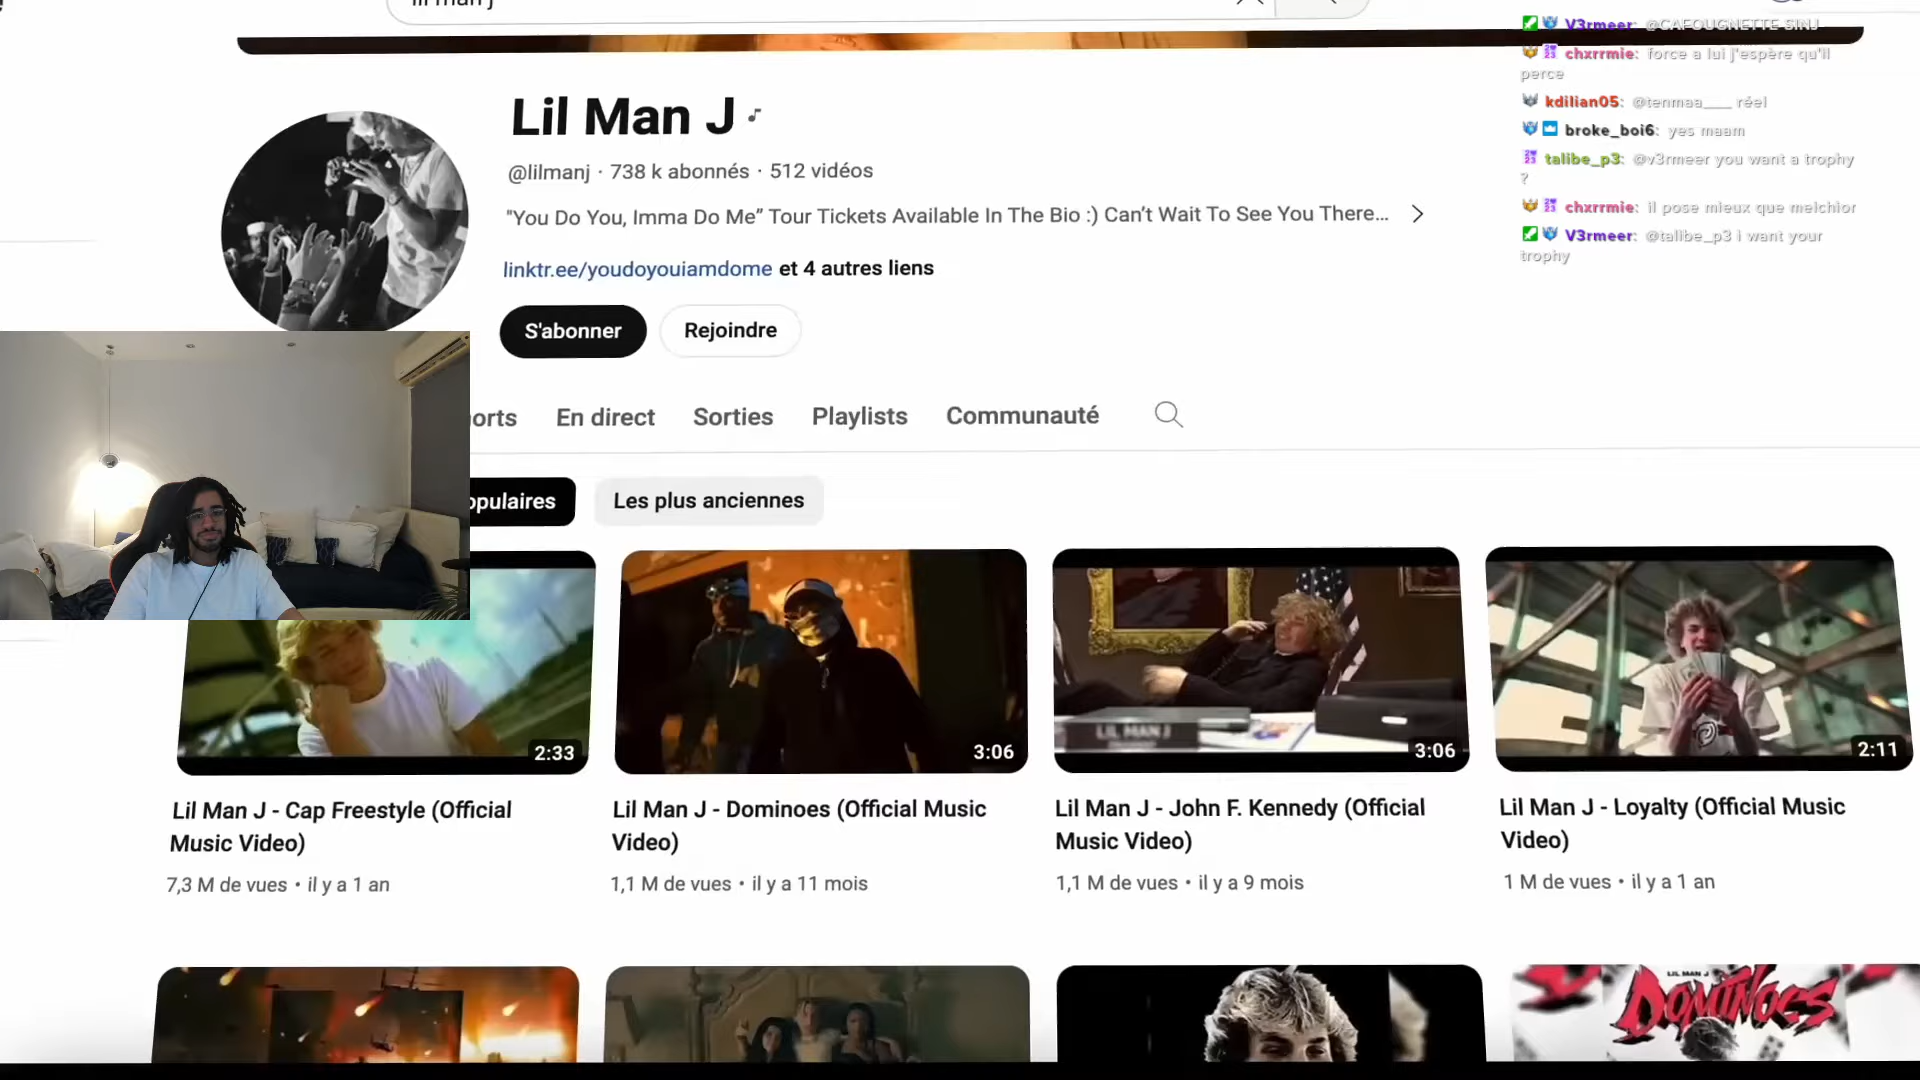 lil man j
Lil Man J
@lilmanj · 738 k abonnés · 512 vidéos
"You Do You, Imma Do Me” Tour Tickets Available In The Bio :) Can’t Wait To See You There...
linktr.ee/youdoyouiamdome et 4 autres liens
S'abonner
Rejoindre
orts
En direct
Sorties
Playlists
Communauté
opulaires
Les plus anciennes
2:33
3:06
LIL MAN J
3:06
2:11
Lil Man J - Cap Freestyle (Official
Music Video)
7,3 M de vues • il y a 1 an
Lil Man J - Dominoes (Official Music
Video)
1,1 M de vues • il y a 11 mois
Lil Man J - John F. Kennedy (Official
Music Video)
1,1 M de vues • il y a 9 mois
Lil Man J - Loyalty (Official Music
Video)
1 M de vues • il y a 1 an
LIL MAN J
DOMINOES
V3rmeer: @CAFOUGNETTE SINJ
chxrrmie: force a lui j'espère qu'il
perce
kdilian05: @tenmaa___ réel
broke_boi6: yes maam
talibe_p3: @v3rmeer you want a trophy
?
chxrrmie: il pose mieux que melchior
V3rmeer: @talibe_p3 i want your
trophy